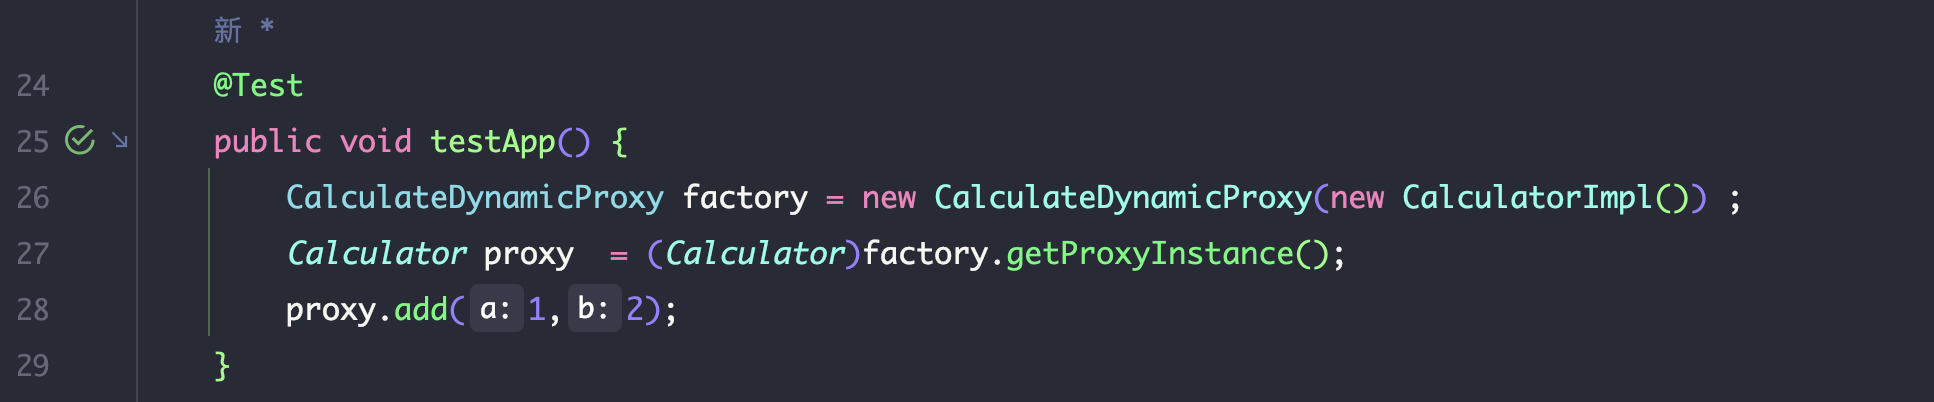 新 *
24 @Test
25 public void testApp() {
26 CalculateDynamicProxy factory = new CalculateDynamicProxy(new CalculatorImpl()) ;
27 Calculator proxy  = (Calculator)factory.getProxyInstance();
28 proxy.add( a: 1, b: 2);
29 }